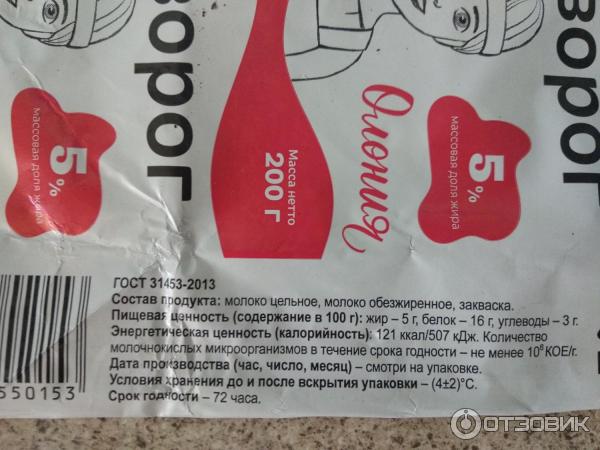 творог
ворог
5%
массовая доля жира
Масса нетто
200 г
Олония
5%
массовая доля жира
ГОСТ 31453-2013
Состав продукта: молоко цельное, молоко обезжиренное, закваска.
Пищевая ценность (содержание в 100 г): жир – 5 г, белок – 16 г, углеводы – 3 г.
Энергетическая ценность (калорийность): 121 ккал/507 кДж. Количество
молочнокислых микроорганизмов в течение срока годности – не менее 10⁶ КОЕ/г.
Дата производства (час, число, месяц) – смотри на упаковке.
Условия хранения до и после вскрытия упаковки – (4±2)°С.
Срок годности – 72 часа.
550153
ОТЗОВИК